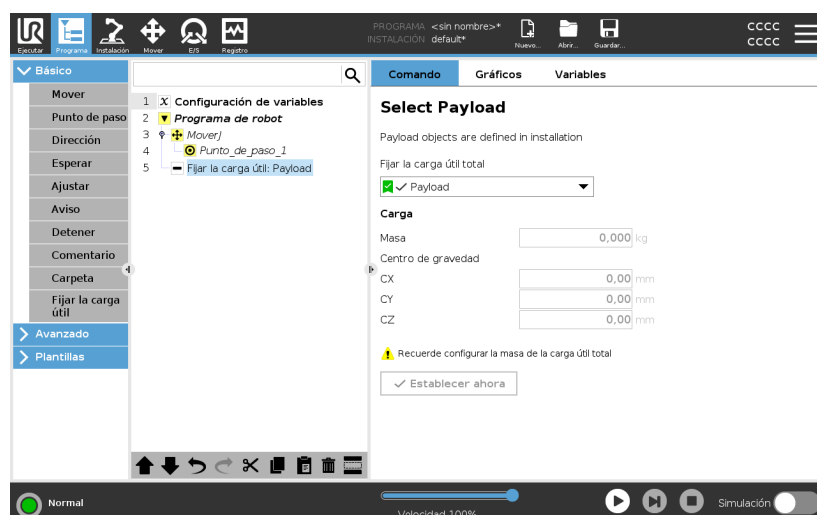 UR
Ejecutar
Programa
Instalación
Mover
E/S
Registro
PROGRAMA <sin nombre>*
INSTALACIÓN default*
Nuevo...
Abrir...
Guardar...
CCCC
CCCC
Básico
Mover
Punto de paso
Dirección
Esperar
Ajustar
Aviso
Detener
Comentario
Carpeta
Fijar la carga
útil
Avanzado
Plantillas
1 X Configuración de variables
2 Programa de robot
3 MoverJ
4 Punto_de_paso_1
5 Fijar la carga útil: Payload
Comando Gráficos Variables
Select Payload
Payload objects are defined in installation
Fijar la carga útil total
Payload
Carga
Masa 0,000 kg
Centro de gravedad
CX 0,00 mm
CY 0,00 mm
CZ 0,00 mm
Recuerde configurar la masa de la carga útil total
Establecer ahora
Normal
Velocidad 100%
Simulación